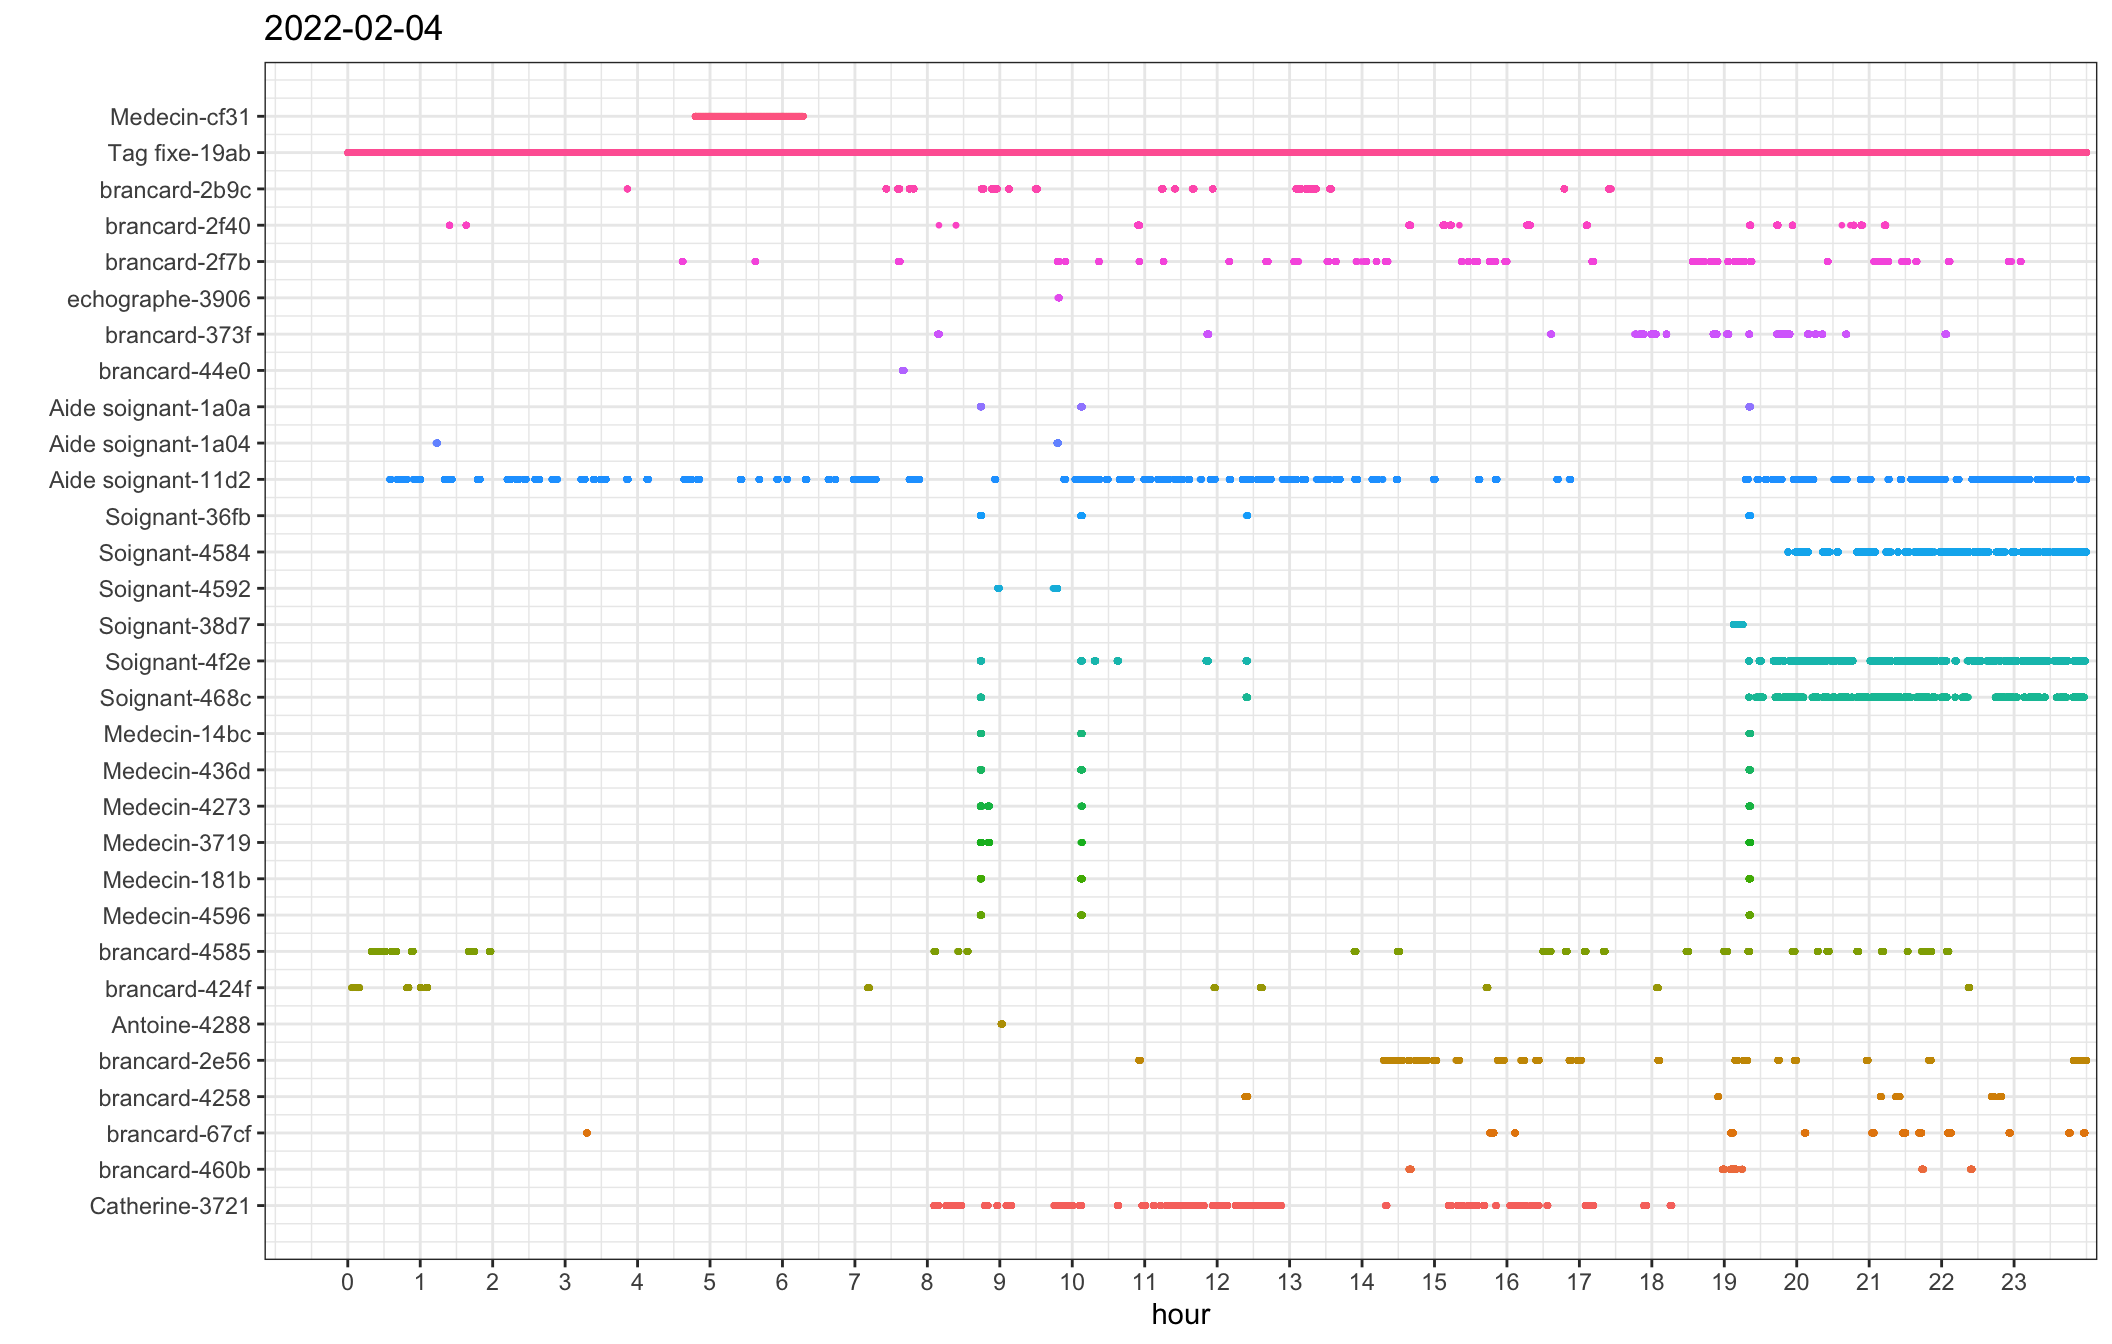 2022-02-04
Medecin-cf31
Tag fixe-19ab
brancard-2b9c
brancard-2f40
brancard-2f7b
echographe-3906
brancard-373f
brancard-44e0
Aide soignant-1a0a
Aide soignant-1a04
Aide soignant-11d2
Soignant-36fb
Soignant-4584
Soignant-4592
Soignant-38d7
Soignant-4f2e
Soignant-468c
Medecin-14bc
Medecin-436d
Medecin-4273
Medecin-3719
Medecin-181b
Medecin-4596
brancard-4585
brancard-424f
Antoine-4288
brancard-2e56
brancard-4258
brancard-67cf
brancard-460b
Catherine-3721
0 1 2 3 4 5 6 7 8 9 10 11 12 13 14 15 16 17 18 19 20 21 22 23
hour